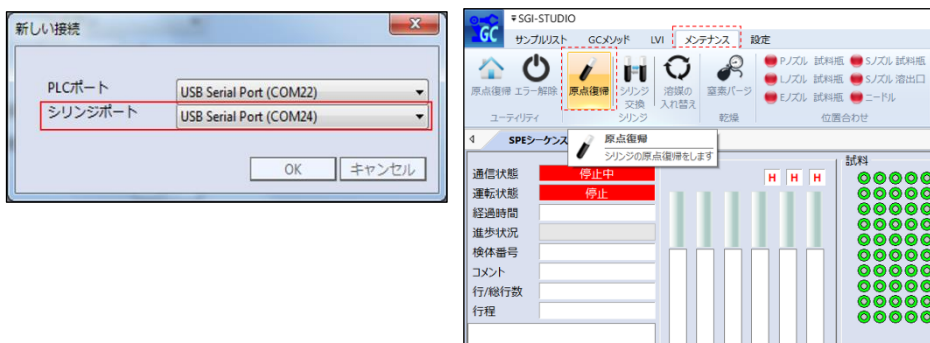 新しい接続
PLCポート
USB Serial Port (COM22)
シリンジポート
USB Serial Port (COM24)
OK
キャンセル
GC
SGI-STUDIO
サンプルリスト
GCメソッド
LVI
メンテナンス
設定
原点復帰
エラー解除
原点復帰
シリンジ
交換
溶媒の
入れ替え
窒素パージ
Pノズル 試料瓶
Sノズル 試料瓶
Lノズル 試料瓶
Sノズル 溶出口
Eノズル 試料瓶
ニードル
ユーティリティ
シリンジ
乾燥
位置合わせ
SPEシーケンス
原点復帰
シリンジの原点復帰をします
通信状態
停止中
運転状態
停止
経過時間
進歩状況
検体番号
コメント
行/総行数
行程
H H H
試料